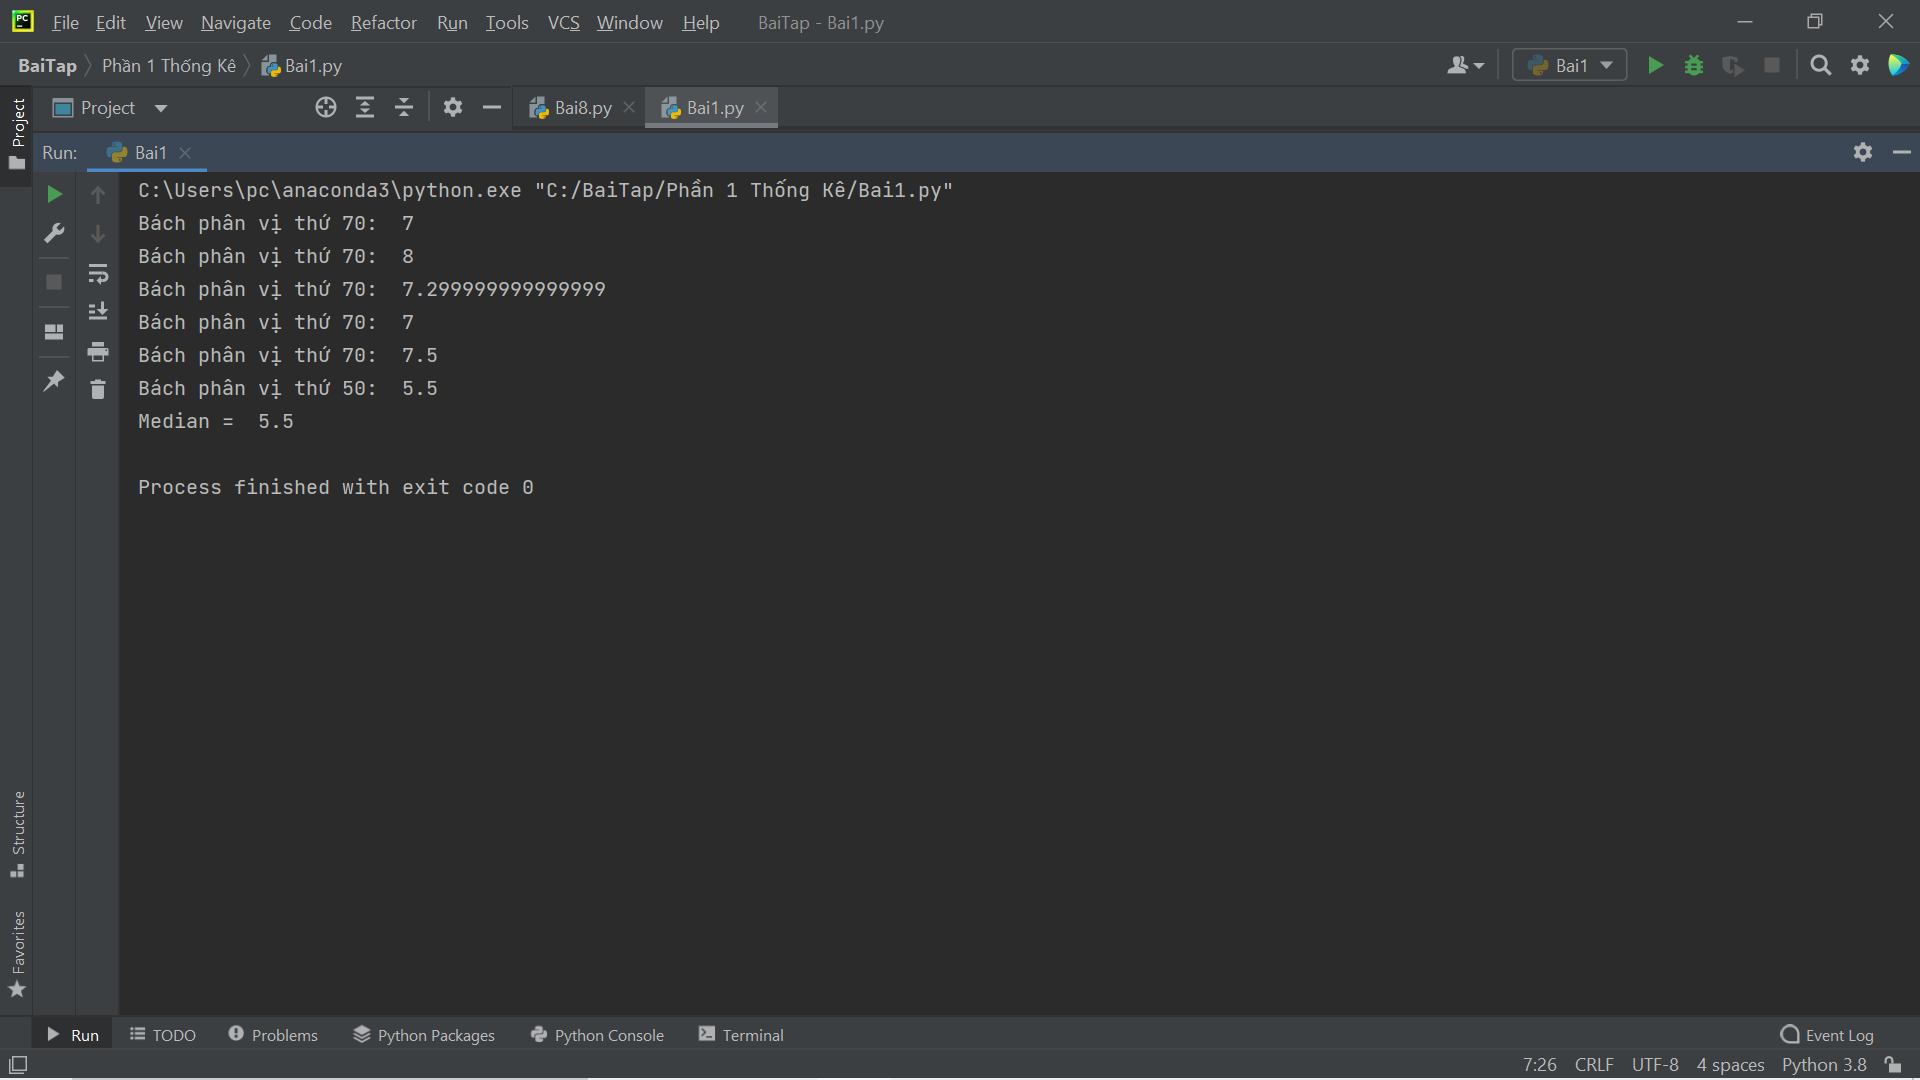 File Edit View Navigate Code Refactor Run Tools VCS Window Help BaiTap - Bai1.py
BaiTap Phần 1 Thống Kê Bai1.py Bai1
Project Bai8.py Bai1.py
Project
Run: Bai1
C:\Users\pc\anaconda3\python.exe "C:/BaiTap/Phần 1 Thống Kê/Bai1.py"
Bách phân vị thứ 70:  7
Bách phân vị thứ 70:  8
Bách phân vị thứ 70:  7.299999999999999
Bách phân vị thứ 70:  7
Bách phân vị thứ 70:  7.5
Bách phân vị thứ 50:  5.5
Median =  5.5
Process finished with exit code 0
Structure
Favorites
Run TODO Problems Python Packages Python Console Terminal Event Log
7:26 CRLF UTF-8 4 spaces Python 3.8